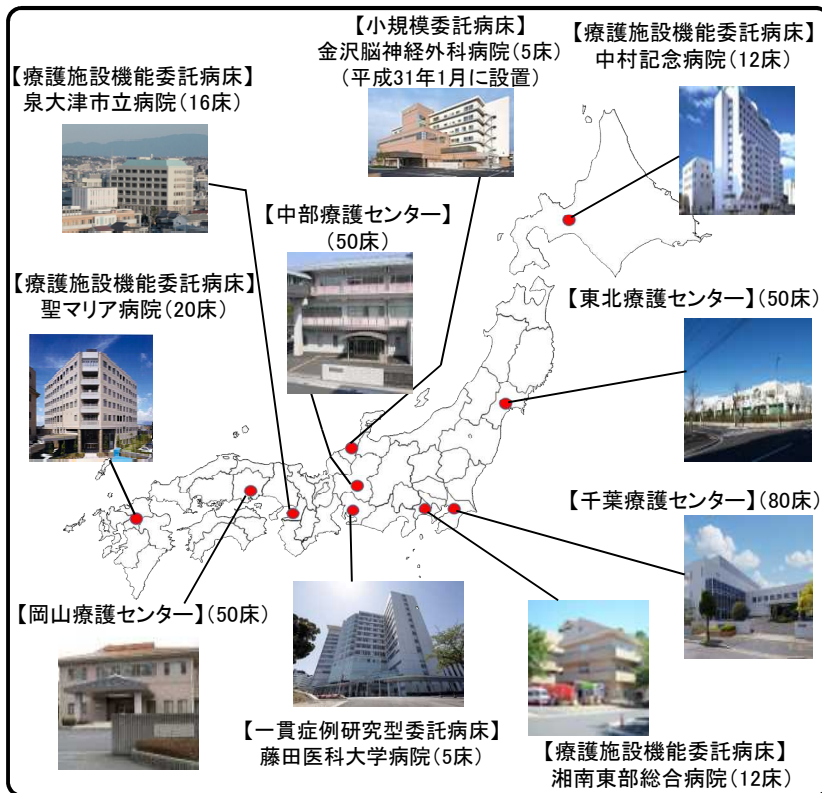 【小規模委託病床】
金沢脳神経外科病院(5床)
(平成31年1月に設置)
【療護施設機能委託病床】
中村記念病院(12床)
【療護施設機能委託病床】
泉大津市立病院(16床)
【中部療護センター】
(50床)
【療護施設機能委託病床】
聖マリア病院(20床)
【東北療護センター】(50床)
【千葉療護センター】(80床)
【岡山療護センター】(50床)
【一貫症例研究型委託病床】
藤田医科大学病院(5床)
【療護施設機能委託病床】
湘南東部総合病院(12床)